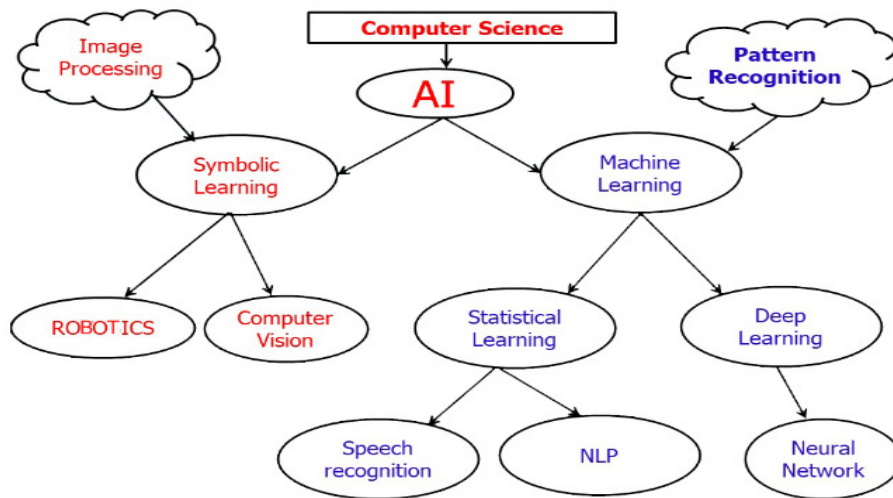 Computer Science
Image
Processing
AI
Pattern
Recognition
Symbolic
Learning
Machine
Learning
ROBOTICS
Computer
Vision
Statistical
Learning
Deep
Learning
Speech
recognition
NLP
Neural
Network